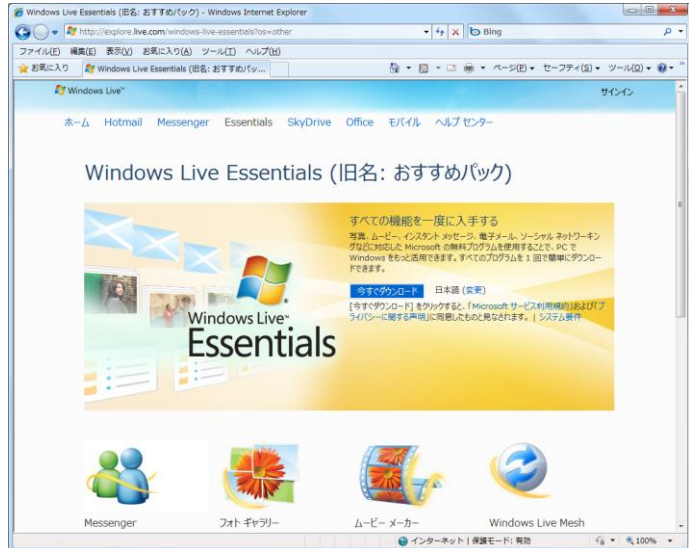 Windows Live Essentials (旧名: おすすめパック) - Windows Internet Explorer
http://explore.live.com/windows-live-essentials?os=other
Bing
ファイル(F) 編集(E) 表示(V) お気に入り(A) ツール(T) ヘルプ(H)
お気に入り Windows Live Essentials (旧名: おすすめパッ... ページ(P) セーフティ(S) ツール(O)
Windows Live™ サインイン
ホーム Hotmail Messenger Essentials SkyDrive Office モバイル ヘルプ センター
Windows Live Essentials (旧名: おすすめパック)
すべての機能を一度に入手する
写真、ムービー、インスタント メッセージ、電子メール、ソーシャル ネットワーキン
グなどに対応した Microsoft の無料プログラムを使用することで、PC で
Windows をもっと活用できます。すべてのプログラムを 1 回で簡単にダウンロー
ドできます。
今すぐダウンロード 日本語 (変更)
[今すぐダウンロード] をクリックすると、「Microsoft サービス利用規約」および「プ
ライバシーに関する声明」に同意したものと見なされます。 | システム要件
Windows Live™
Essentials
Messenger フォト ギャラリー ムービー メーカー Windows Live Mesh
インターネット | 保護モード: 有効 100%